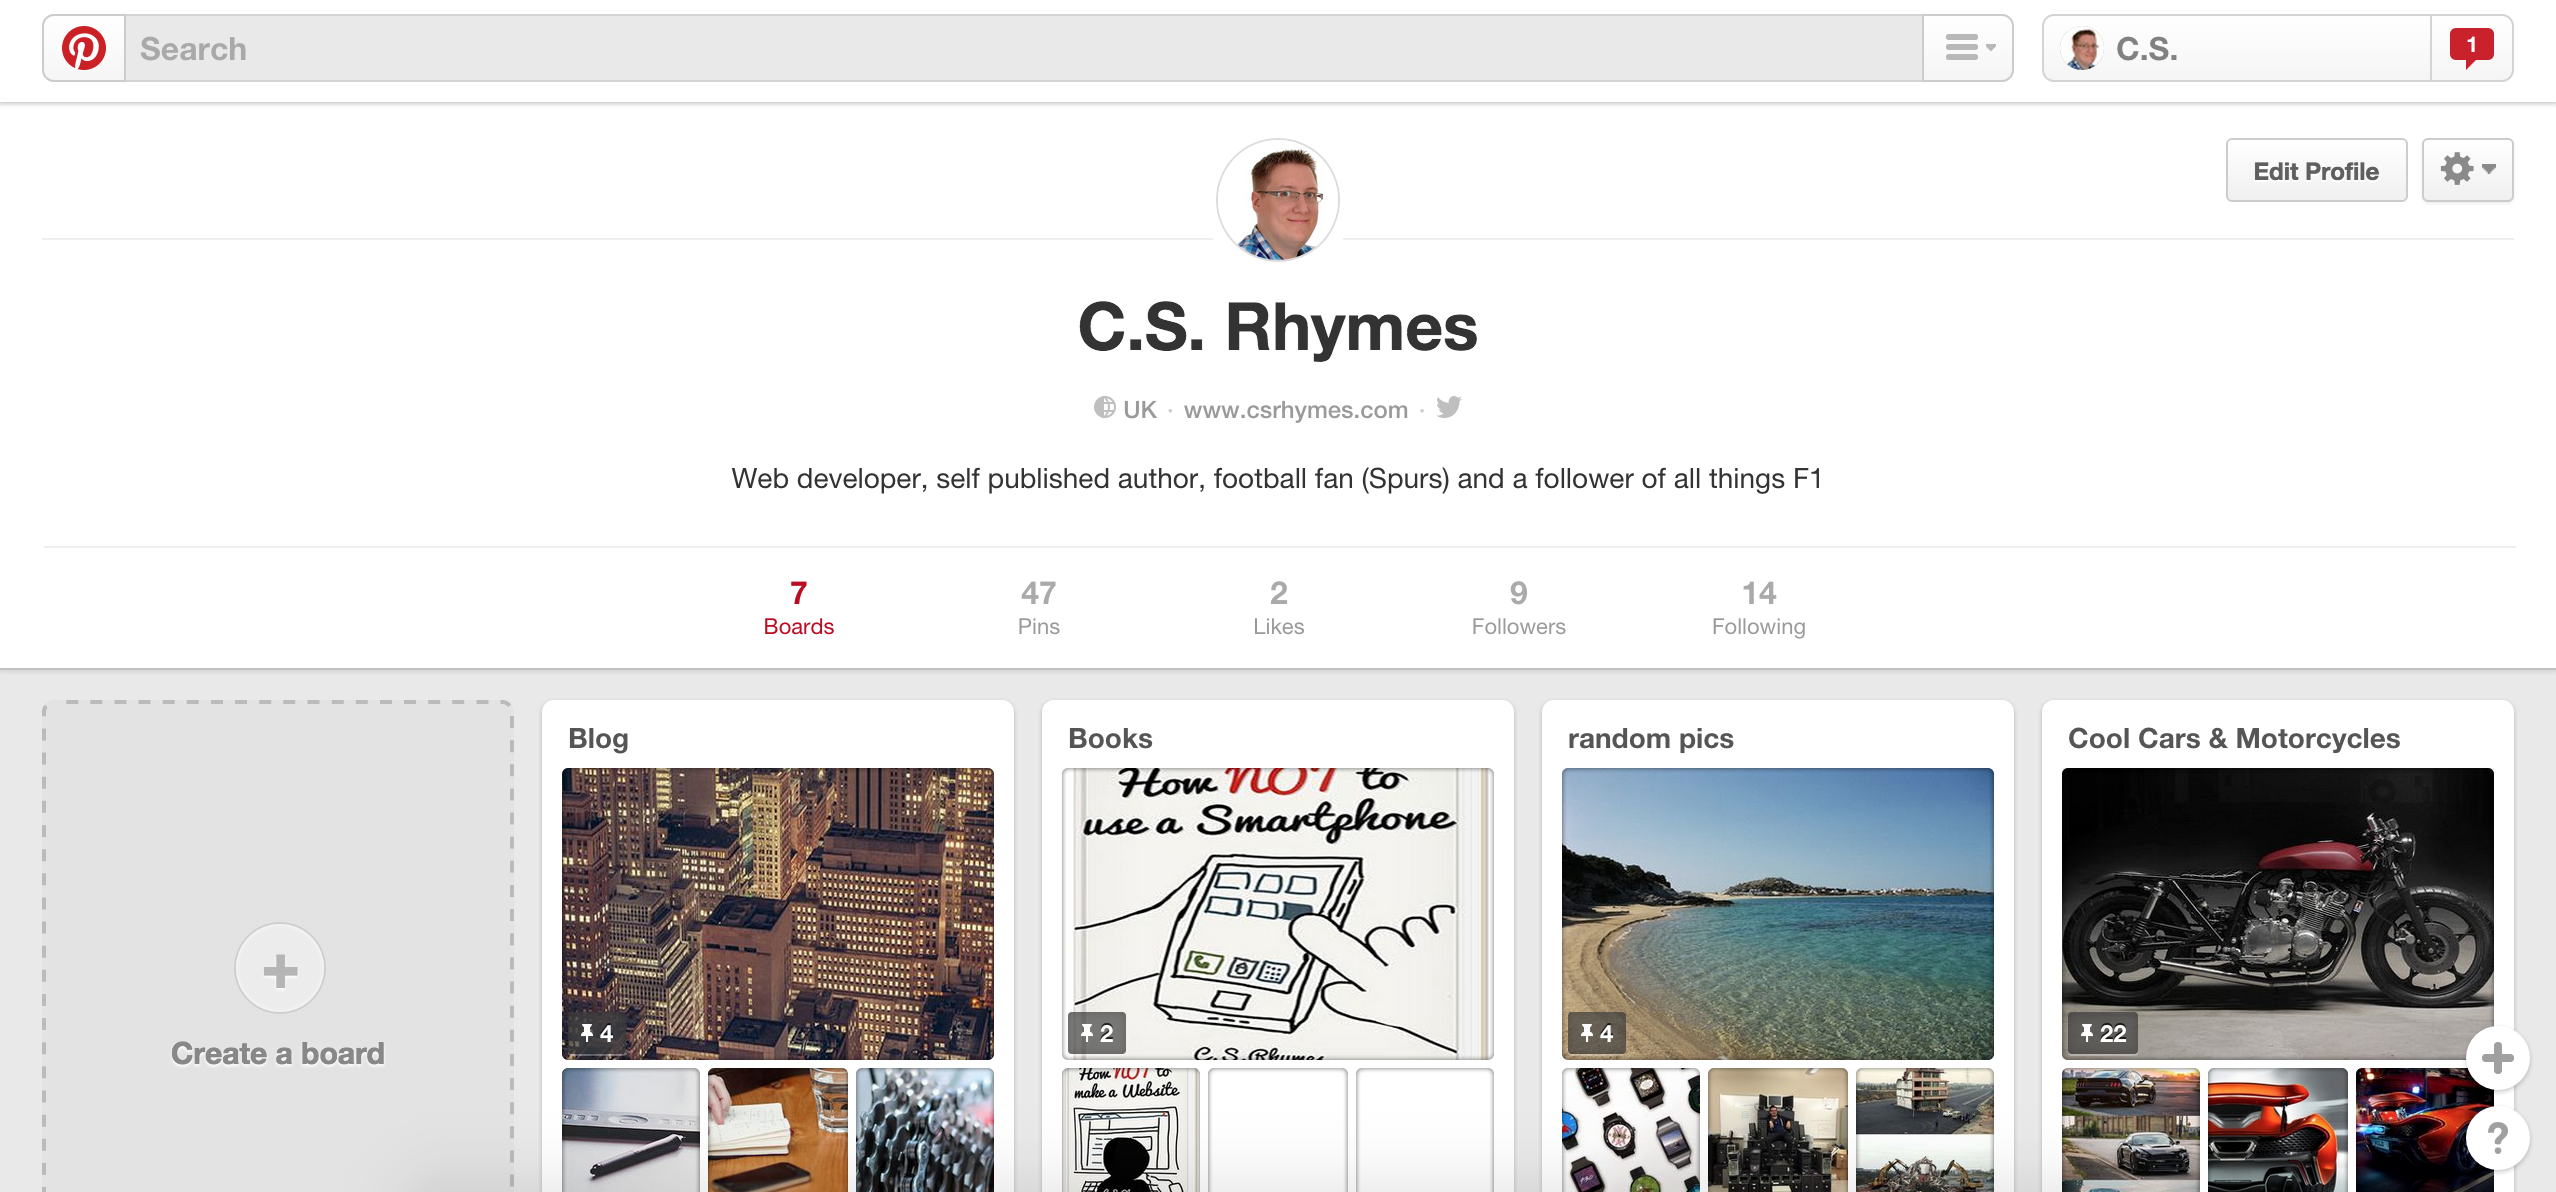 Search
C.S.
1
Edit Profile
C.S. Rhymes
UK · www.csrhymes.com ·
Web developer, self published author, football fan (Spurs) and a follower of all things F1
7
Boards
47
Pins
2
Likes
9
Followers
14
Following
Create a board
Blog
4
Books
How NOT to
use a Smartphone
C.S.Rhymes
2
How NOT to
make a Website
random pics
4
Cool Cars & Motorcycles
22
?